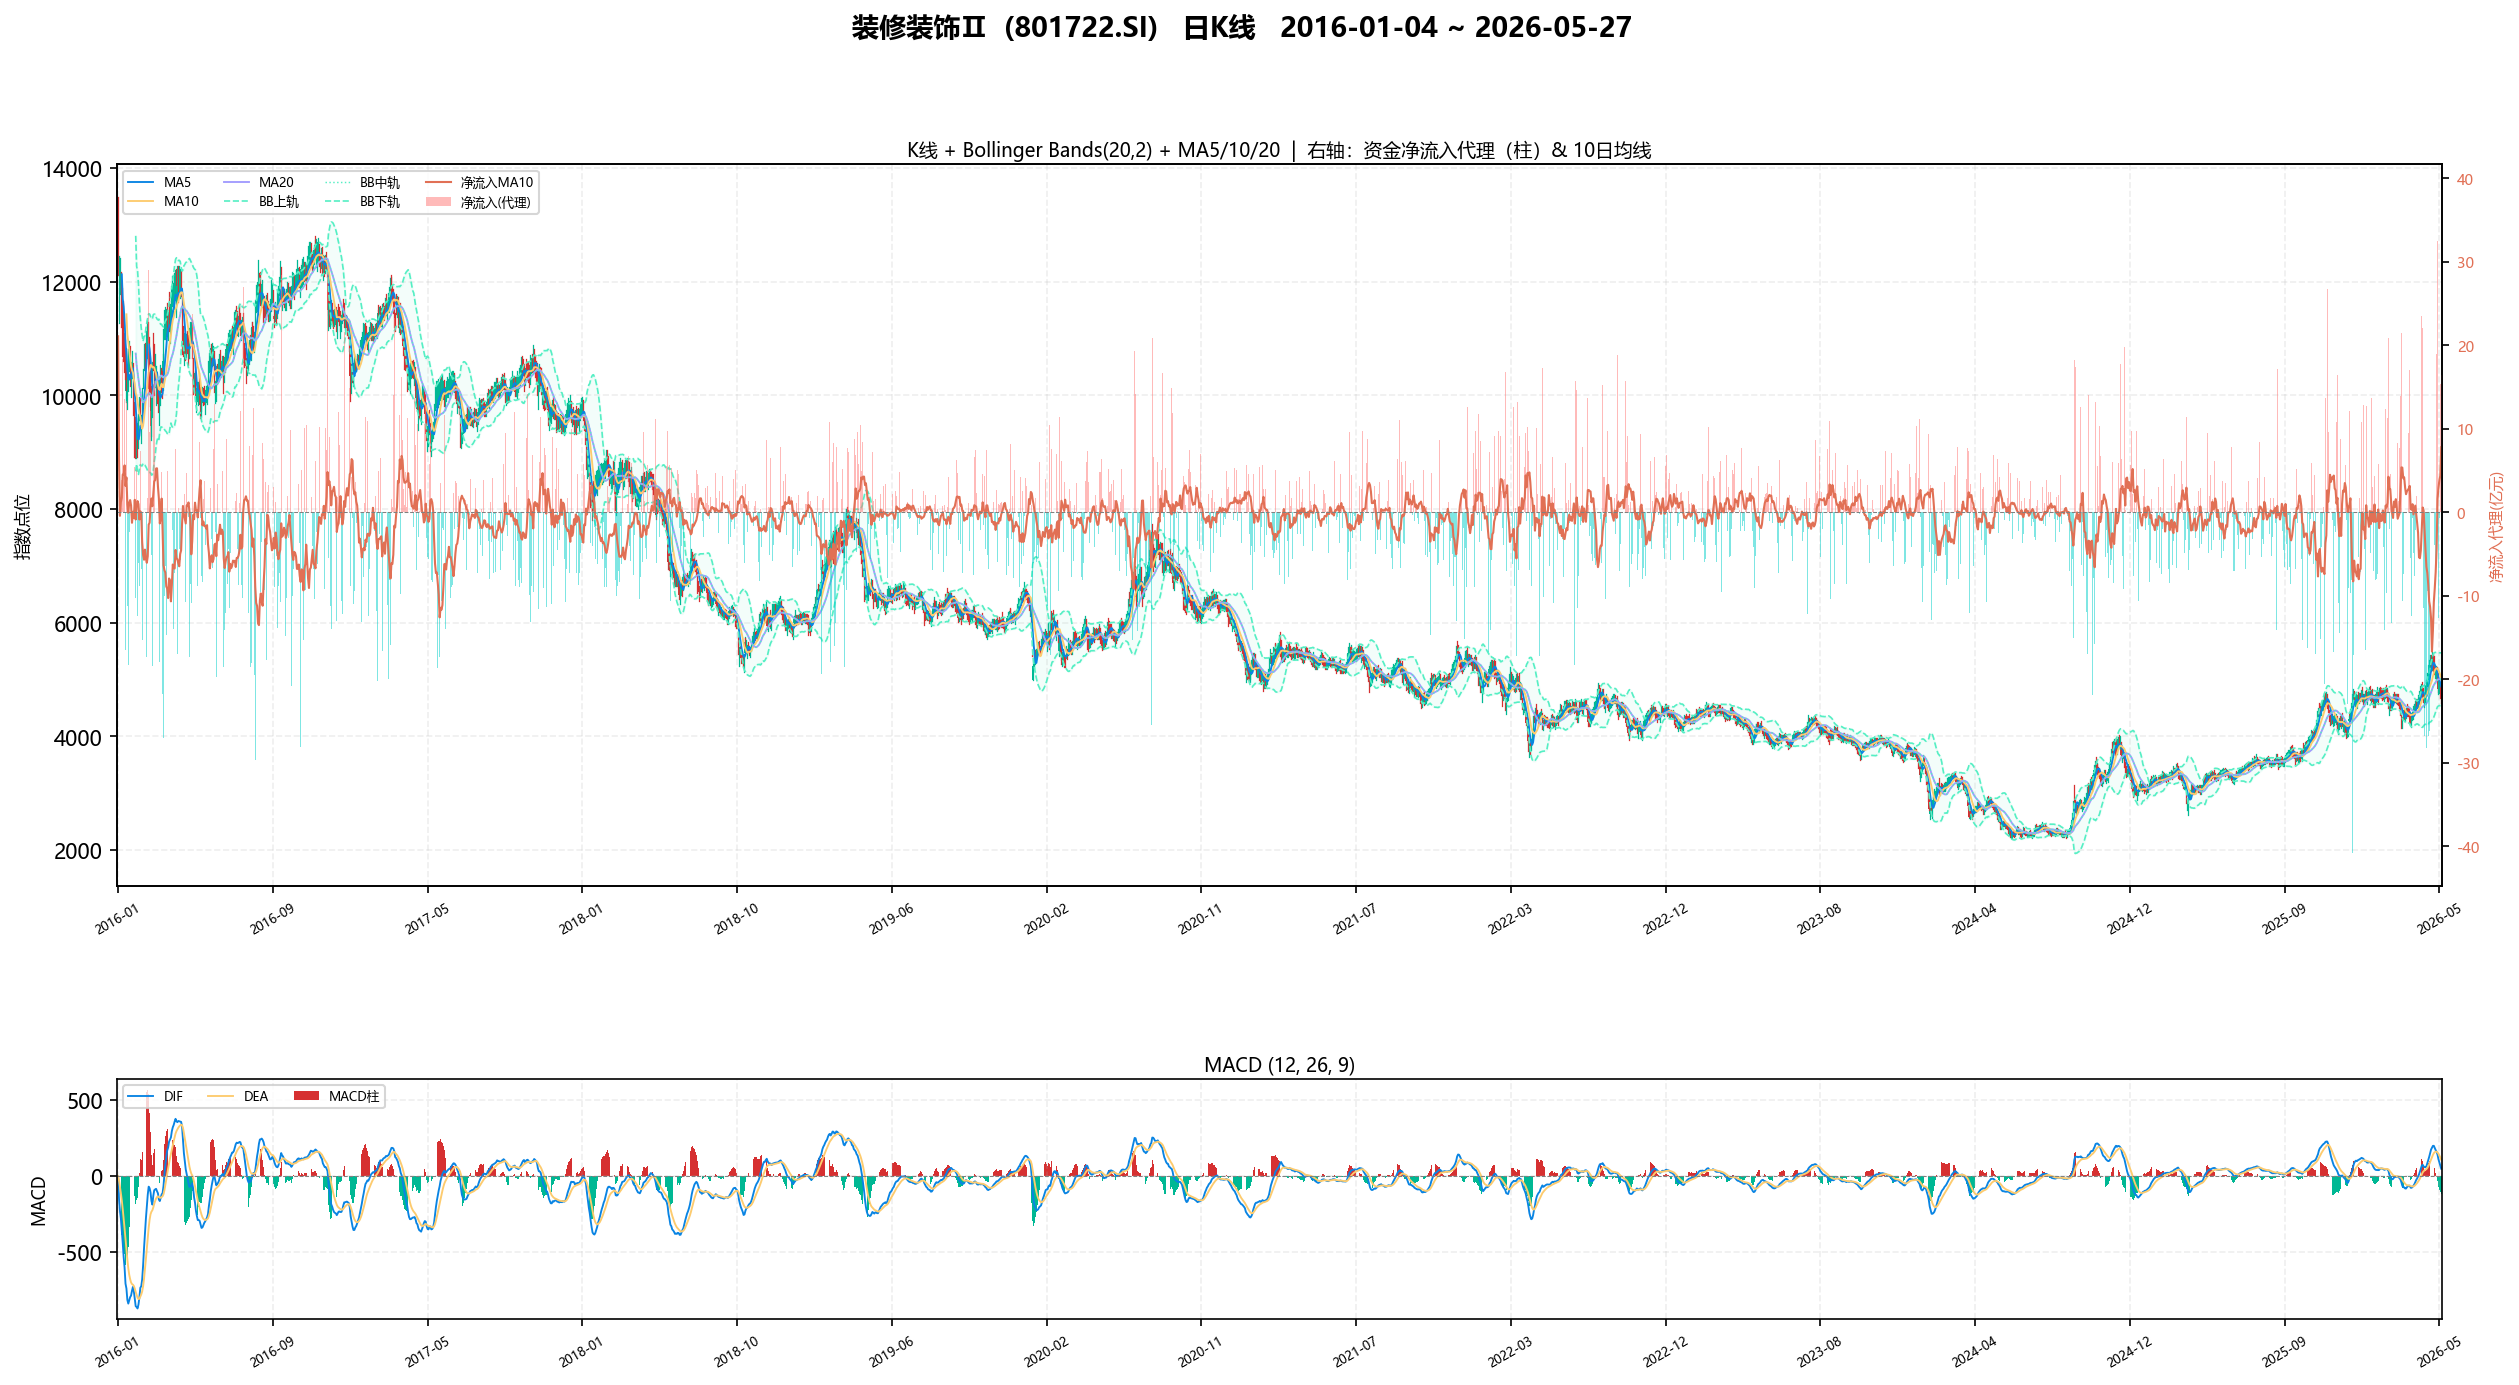 装修装饰Ⅱ (801722.SI) 日K线 2016-01-04 ~ 2026-05-27
K线 + Bollinger Bands(20,2) + MA5/10/20 | 右轴：资金净流入代理（柱）& 10日均线
MA5 MA20 BB中轨 净流入MA10
MA10 BB上轨 BB下轨 净流入(代理)
指数点位
14000
12000
10000
8000
6000
4000
2000
40
30
20
10
0
-10
-20
-30
-40
净流入代理(亿元)
2016-01 2016-09 2017-05 2018-01 2018-10 2019-06 2020-02 2020-11 2021-07 2022-03 2022-12 2023-08 2024-04 2024-12 2025-09 2026-05
MACD (12, 26, 9)
DIF DEA MACD柱
MACD
500
0
-500
2016-01 2016-09 2017-05 2018-01 2018-10 2019-06 2020-02 2020-11 2021-07 2022-03 2022-12 2023-08 2024-04 2024-12 2025-09 2026-05